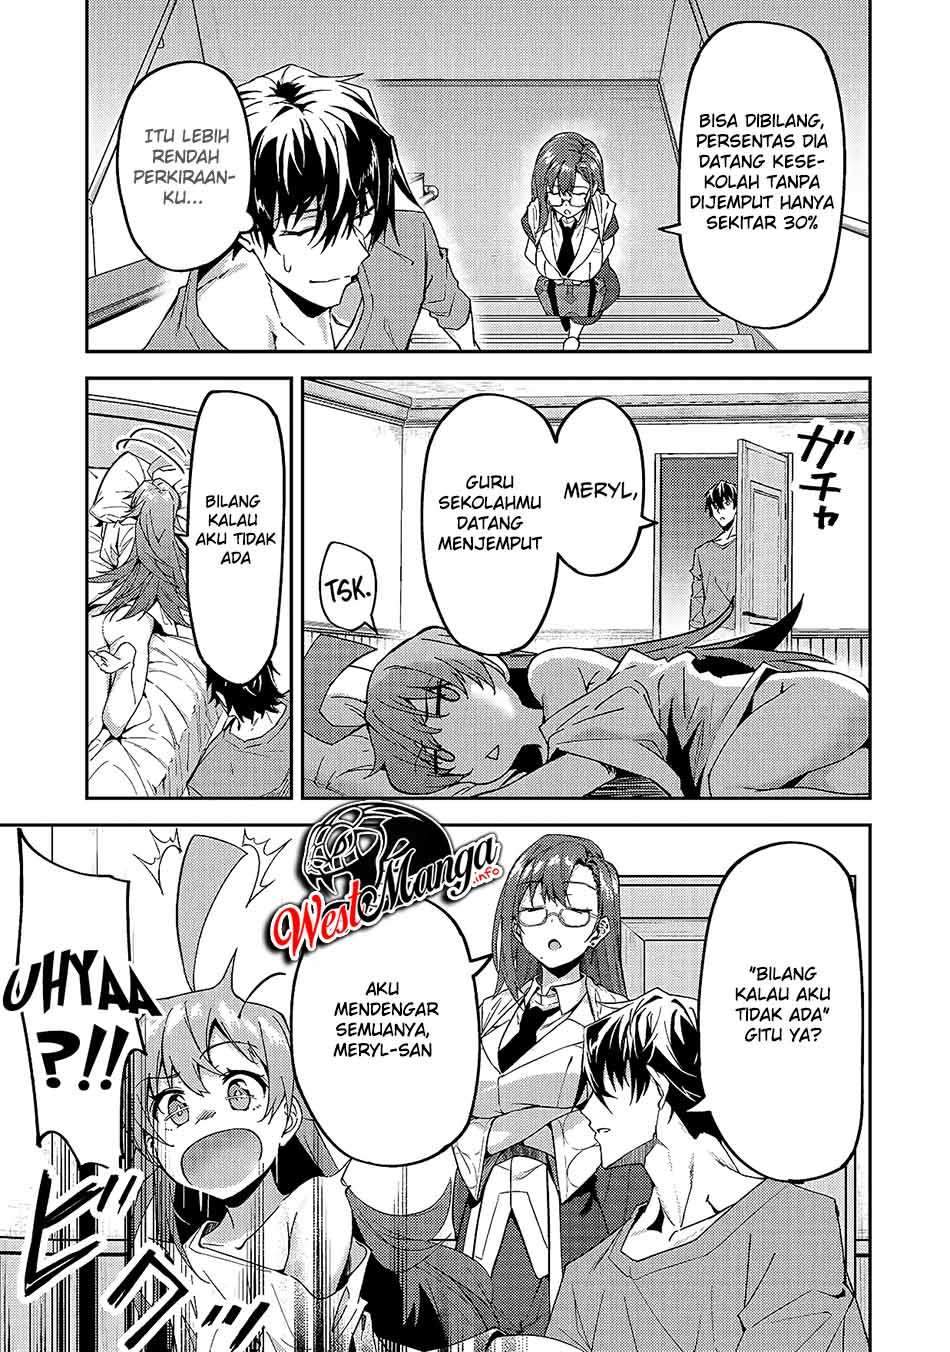 BISA DIBILANG,
PERSENTAS DIA
DATANG KESE-
KOLAH TANPA
DIJEMPUT HANYA
SEKITAR 30%
ITU LEBIH
RENDAH
PERKIRAAN-
KU...
ガチャ
MERYL,
GURU
SEKOLAHMU
DATANG
MENJEMPUT
TSK.
BILANG
KALAU
AKU TIDAK
ADA
"BILANG
KALAU AKU
TIDAK ADA"
GITU YA?
AKU
MENDENGAR
SEMUANYA,
MERYL-SAN
WestManga
.info
UHYAA
?!!
ビクッ